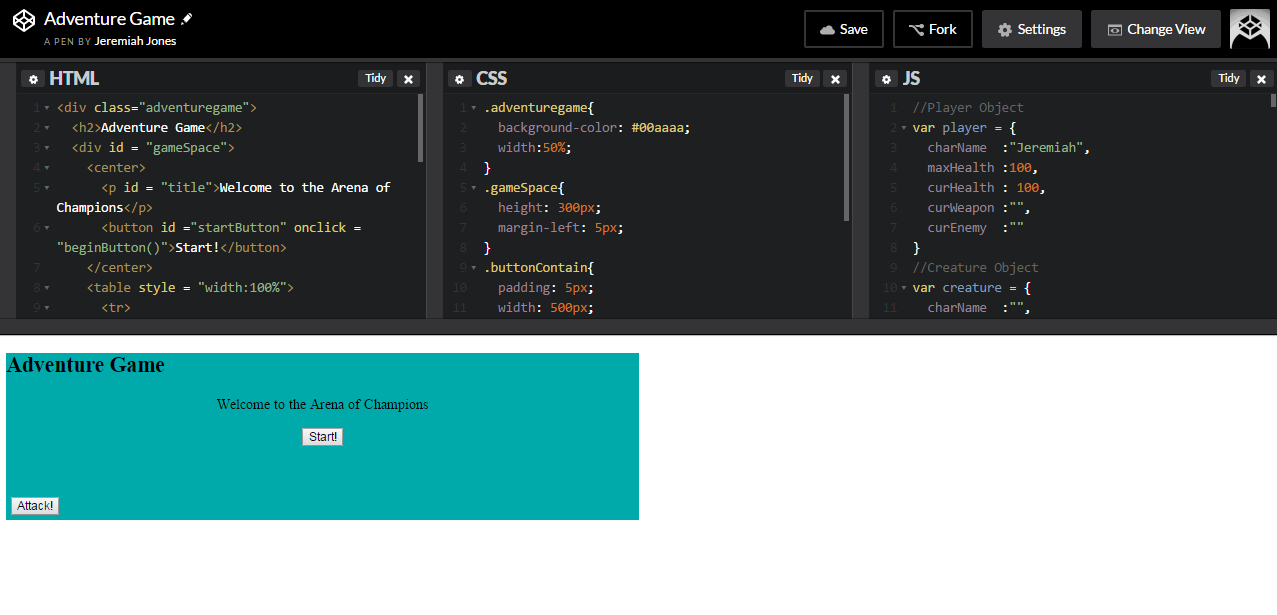 Adventure Game
A PEN BY Jeremiah Jones
Save Fork Settings Change View
HTML Tidy
1 <div class="adventuregame">
2 <h2>Adventure Game</h2>
3 <div id = "gameSpace">
4 <center>
5 <p id = "title">Welcome to the Arena of
Champions</p>
6 <button id ="startButton" onclick =
"beginButton()">Start!</button>
7 </center>
8 <table style = "width:100%">
9 <tr>
CSS Tidy
1 .adventuregame{
2 background-color: #00aaaa;
3 width:50%;
4 }
5 .gameSpace{
6 height: 300px;
7 margin-left: 5px;
8 }
9 .buttonContain{
10 padding: 5px;
11 width: 500px;
JS Tidy
1 //Player Object
2 var player = {
3 charName :"Jeremiah",
4 maxHealth :100,
5 curHealth : 100,
6 curWeapon :"",
7 curEnemy :""
8 }
9 //Creature Object
10 var creature = {
11 charName :"",
Adventure Game
Welcome to the Arena of Champions
Start!
Attack!